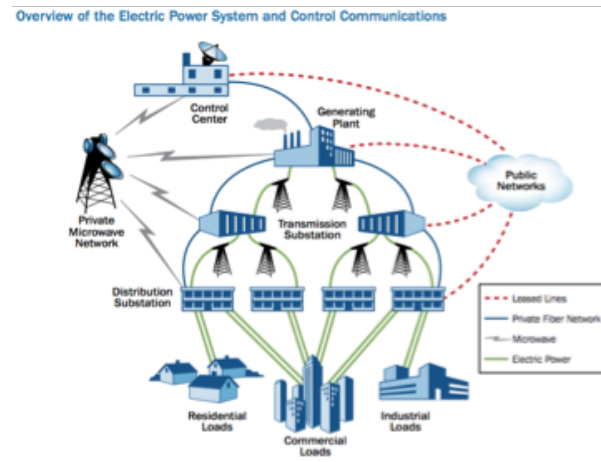 Overview of the Electric Power System and Control Communications
Control
Center
Generating
Plant
Public
Networks
Private
Microwave
Network
Transmission
Substation
Distribution
Substation
Leased Lines
Private Fiber Network
Microwave
Electric Power
Residential
Loads
Commercial
Loads
Industrial
Loads